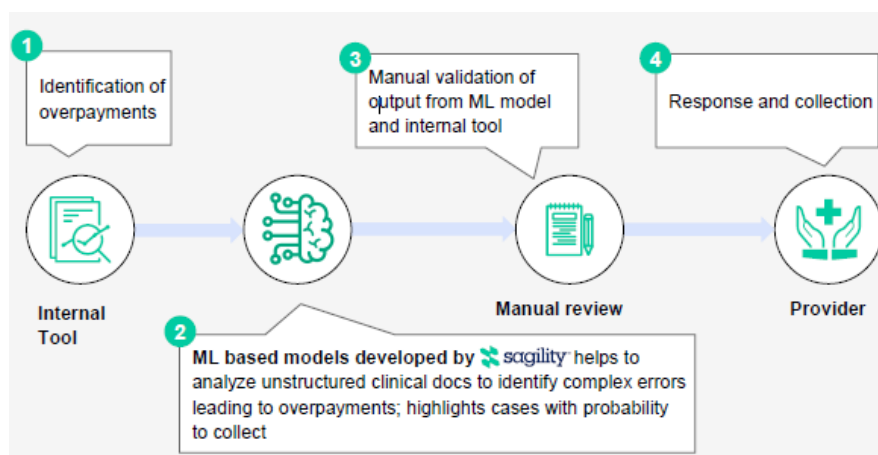 1
Identification of
overpayments
3
Manual validation of
output from ML model
and internal tool
4
Response and collection
Internal
Tool
Manual review
Provider
2
ML based models developed by sagility helps to
analyze unstructured clinical docs to identify complex errors
leading to overpayments; highlights cases with probability
to collect